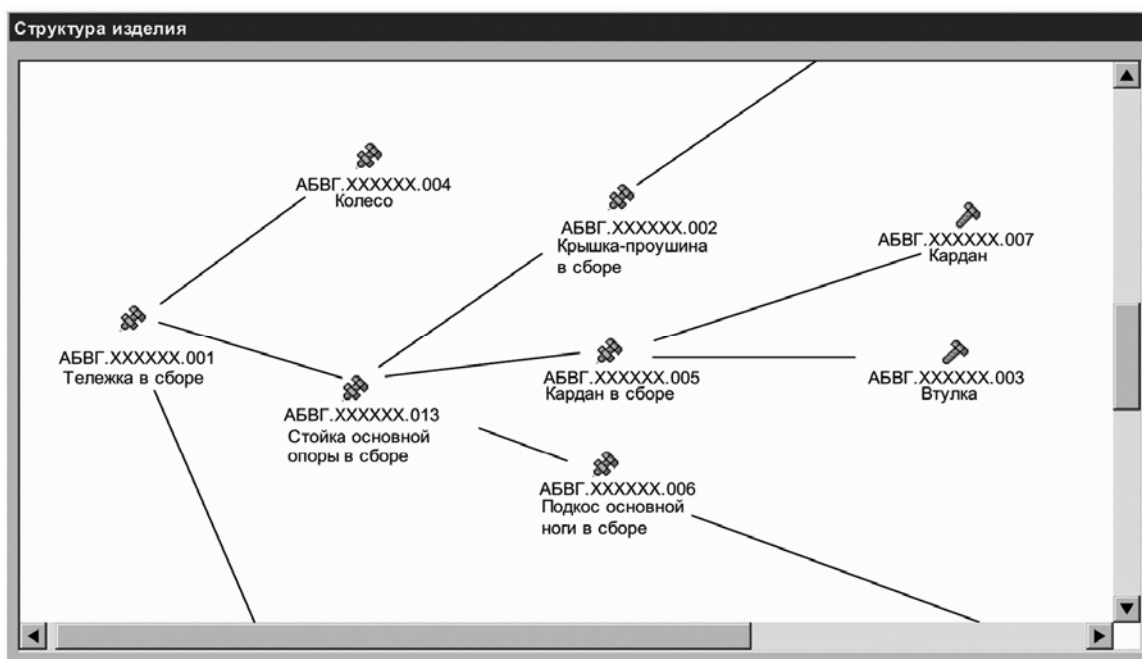 Структура изделия
АБВГ.XXXXXX.004
Колесо
АБВГ.XXXXXX.002
Крышка-проушина
в сборе
АБВГ.XXXXXX.007
Кардан
АБВГ.XXXXXX.001
Тележка в сборе
АБВГ.XXXXXX.013
Стойка основной
опоры в сборе
АБВГ.XXXXXX.005
Кардан в сборе
АБВГ.XXXXXX.003
Втулка
АБВГ.XXXXXX.006
Подкос основной
ноги в сборе